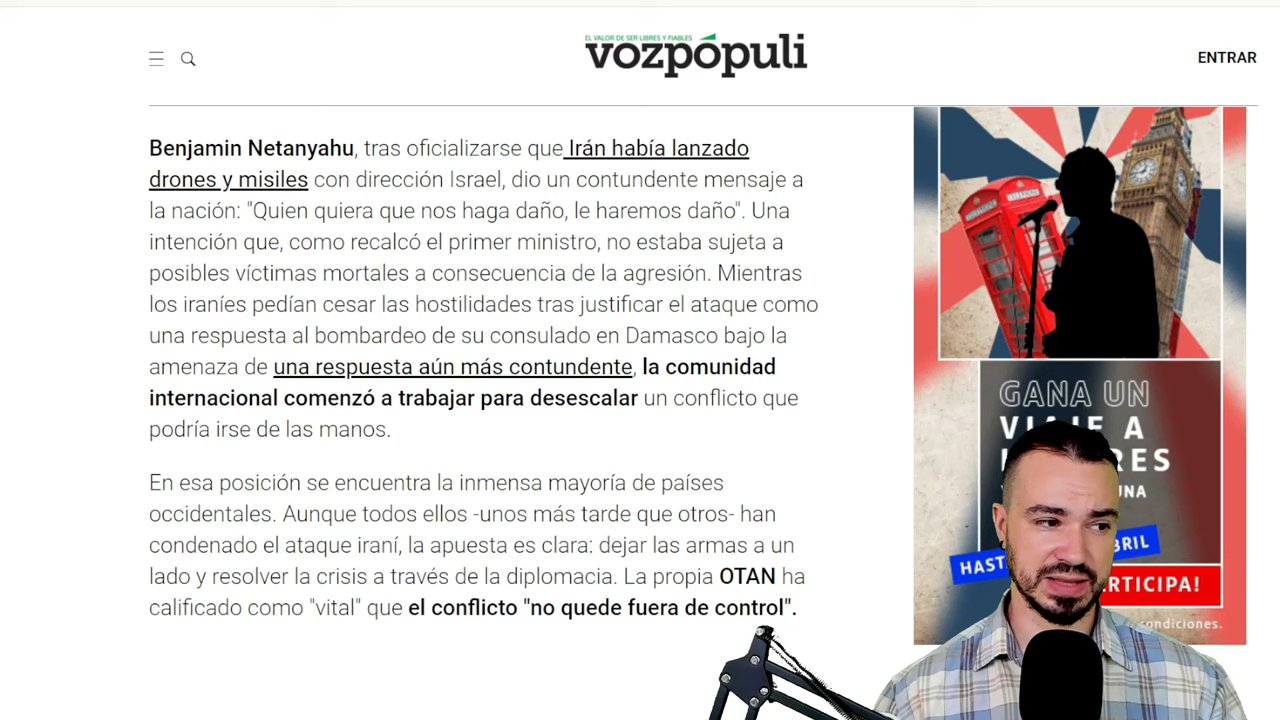 EL VALOR DE SER LIBRES Y FIABLES
vozpópuli
ENTRAR
Benjamin Netanyahu, tras oficializarse que Irán había lanzado
drones y misiles con dirección Israel, dio un contundente mensaje a
la nación: "Quien quiera que nos haga daño, le haremos daño". Una
intención que, como recalcó el primer ministro, no estaba sujeta a
posibles víctimas mortales a consecuencia de la agresión. Mientras
los iraníes pedían cesar las hostilidades tras justificar el ataque como
una respuesta al bombardeo de su consulado en Damasco bajo la
amenaza de una respuesta aún más contundente, la comunidad
internacional comenzó a trabajar para desescalar un conflicto que
podría irse de las manos.
En esa posición se encuentra la inmensa mayoría de países
occidentales. Aunque todos ellos -unos más tarde que otros- han
condenado el ataque iraní, la apuesta es clara: dejar las armas a un
lado y resolver la crisis a través de la diplomacia. La propia OTAN ha
calificado como "vital" que el conflicto "no quede fuera de control".
GANA UN
VIAJE A